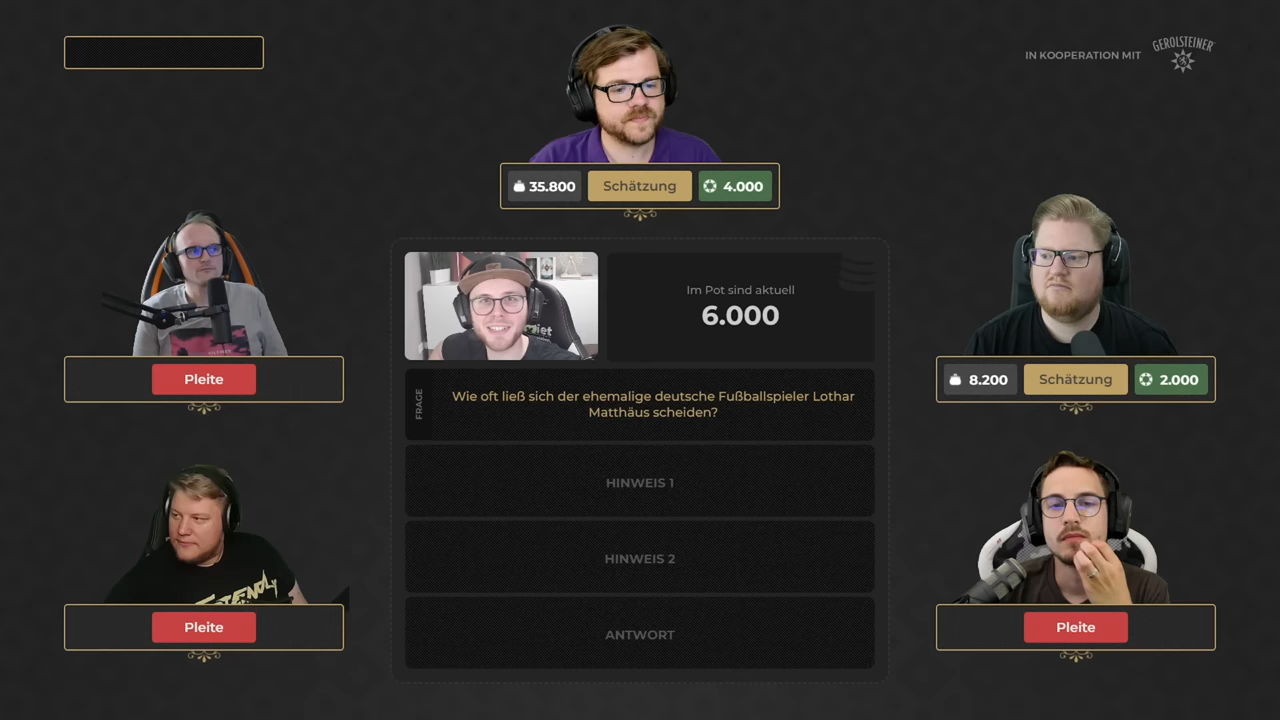 IN KOOPERATION MIT
GEROLSTEINER
35.800
Schätzung
4.000
Im Pot sind aktuell
6.000
Pleite
8.200
Schätzung
2.000
FRAGE
Wie oft ließ sich der ehemalige deutsche Fußballspieler Lothar
Matthäus scheiden?
HINWEIS 1
HINWEIS 2
ANTWORT
Pleite
Pleite